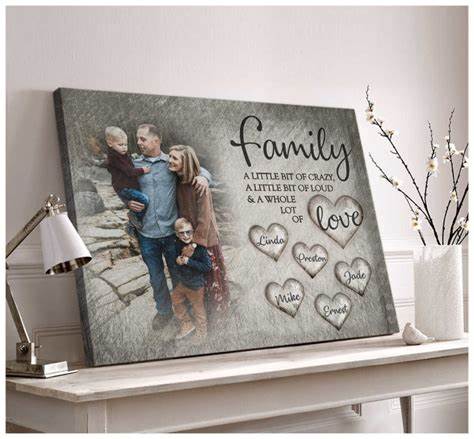 family
A LITTLE BIT OF CRAZY,
A LITTLE BIT OF LOUD
& A WHOLE
LOT
OF
love
Linda
Preston
Jade
Mike
Ernest